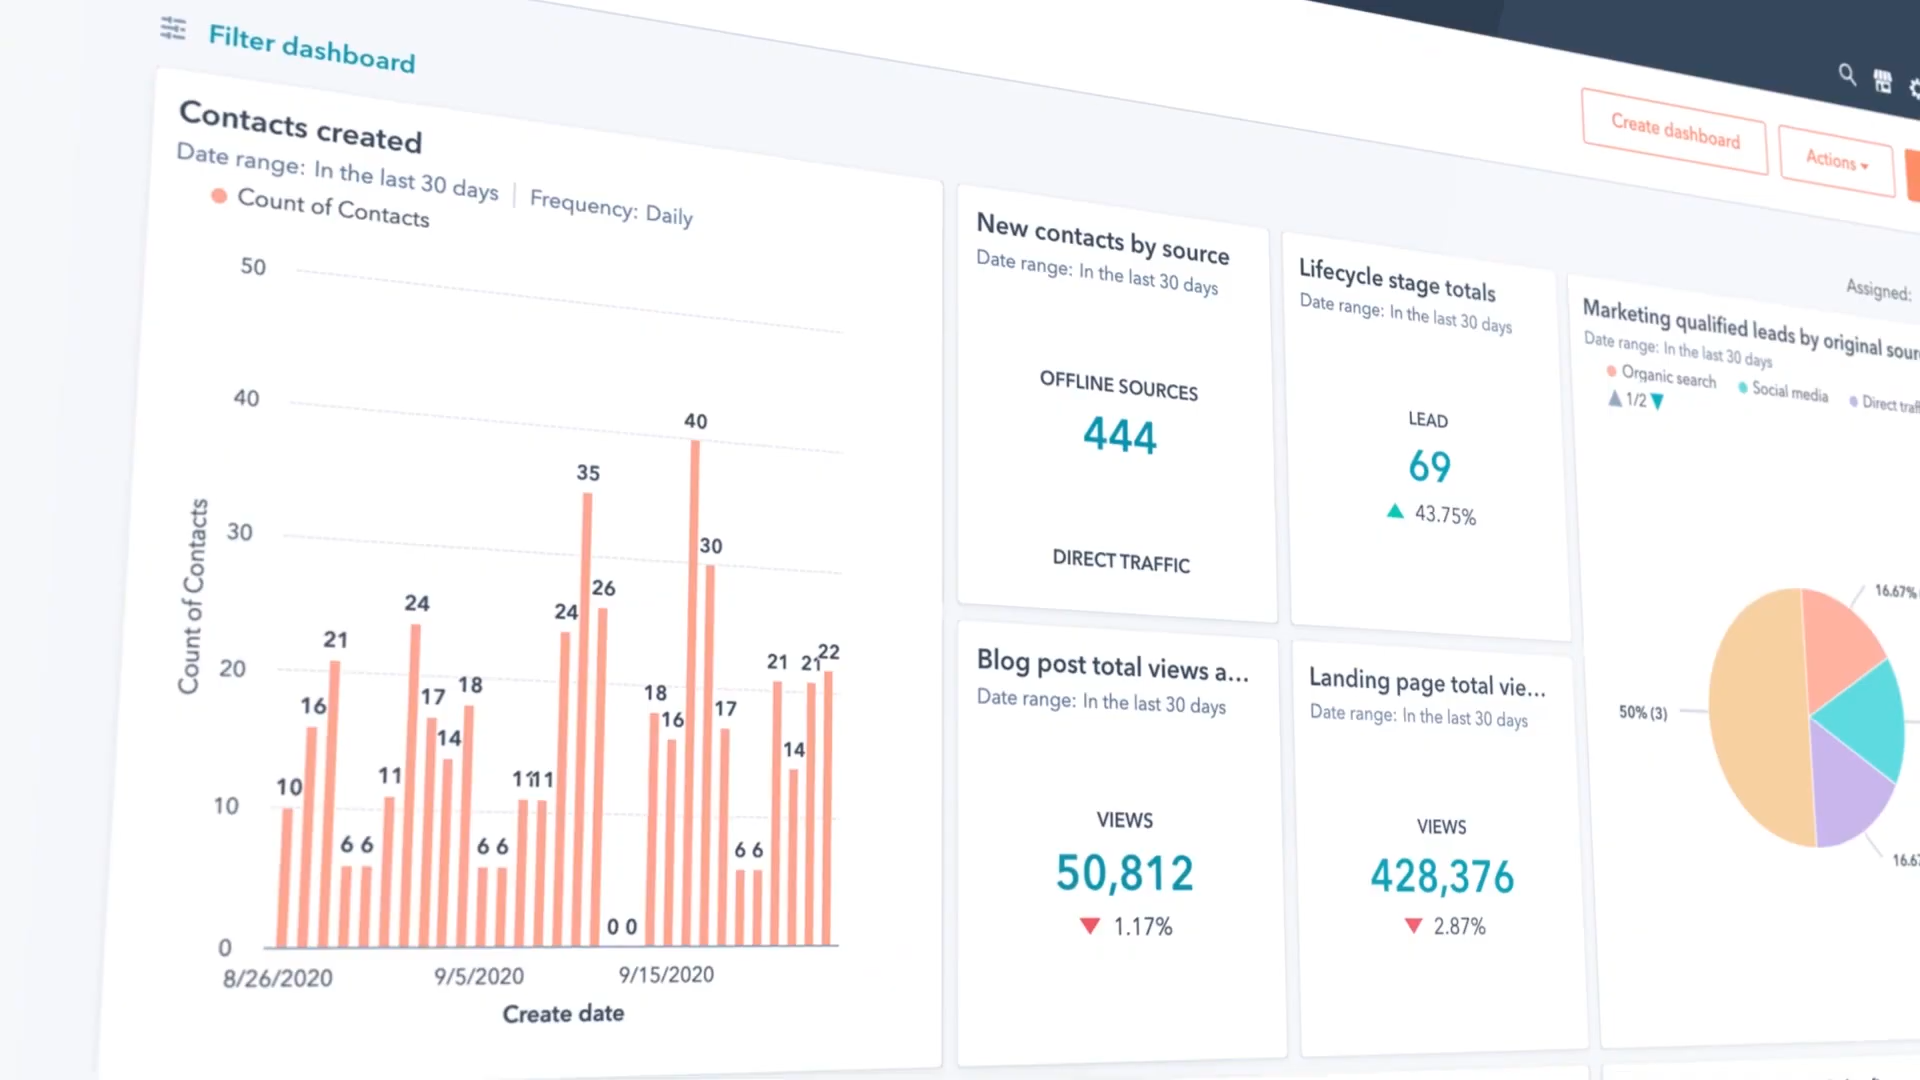 Filter dashboard
Create dashboard
Actions
Contacts created
Date range: In the last 30 days | Frequency: Daily
Count of Contacts
50
40
30
20
10
0
Count of Contacts
10
16
21
6
6
11
24
17
14
18
6
6
11
11
24
35
26
0
0
18
16
40
30
17
6
6
21
14
21
22
8/26/2020
9/5/2020
9/15/2020
Create date
New contacts by source
Date range: In the last 30 days
OFFLINE SOURCES
444
DIRECT TRAFFIC
Lifecycle stage totals
Date range: In the last 30 days
LEAD
69
43.75%
Assigned:
Marketing qualified leads by original sour
Date range: In the last 30 days
Organic search
Social media
Direct traf
1/2
16.67%
50% (3)
16.67
Blog post total views a...
Date range: In the last 30 days
VIEWS
50,812
1.17%
Landing page total vie...
Date range: In the last 30 days
VIEWS
428,376
2.87%